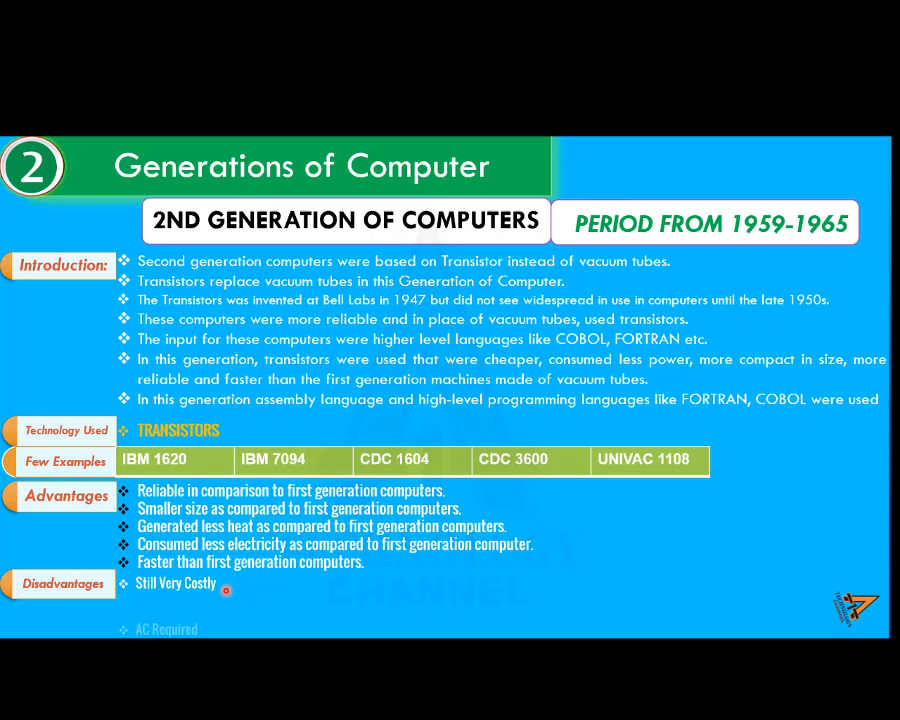 2
Generations of Computer
2ND GENERATION OF COMPUTERS
PERIOD FROM 1959-1965
Introduction:
Second generation computers were based on Transistor instead of vacuum tubes.
Transistors replace vacuum tubes in this Generation of Computer.
The Transistors was invented at Bell Labs in 1947 but did not see widespread in use in computers until the late 1950s.
These computers were more reliable and in place of vacuum tubes, used transistors.
The input for these computers were higher level languages like COBOL, FORTRAN etc.
In this generation, transistors were used that were cheaper, consumed less power, more compact in size, more
reliable and faster than the first generation machines made of vacuum tubes.
In this generation assembly language and high-level programming languages like FORTRAN, COBOL were used
Technology Used
TRANSISTORS
Few Examples
IBM 1620 IBM 7094 CDC 1604 CDC 3600 UNIVAC 1108
Advantages
Reliable in comparison to first generation computers.
Smaller size as compared to first generation computers.
Generated less heat as compared to first generation computers.
Consumed less electricity as compared to first generation computer.
Faster than first generation computers.
Disadvantages
Still Very Costly
AC Required
CHANNEL